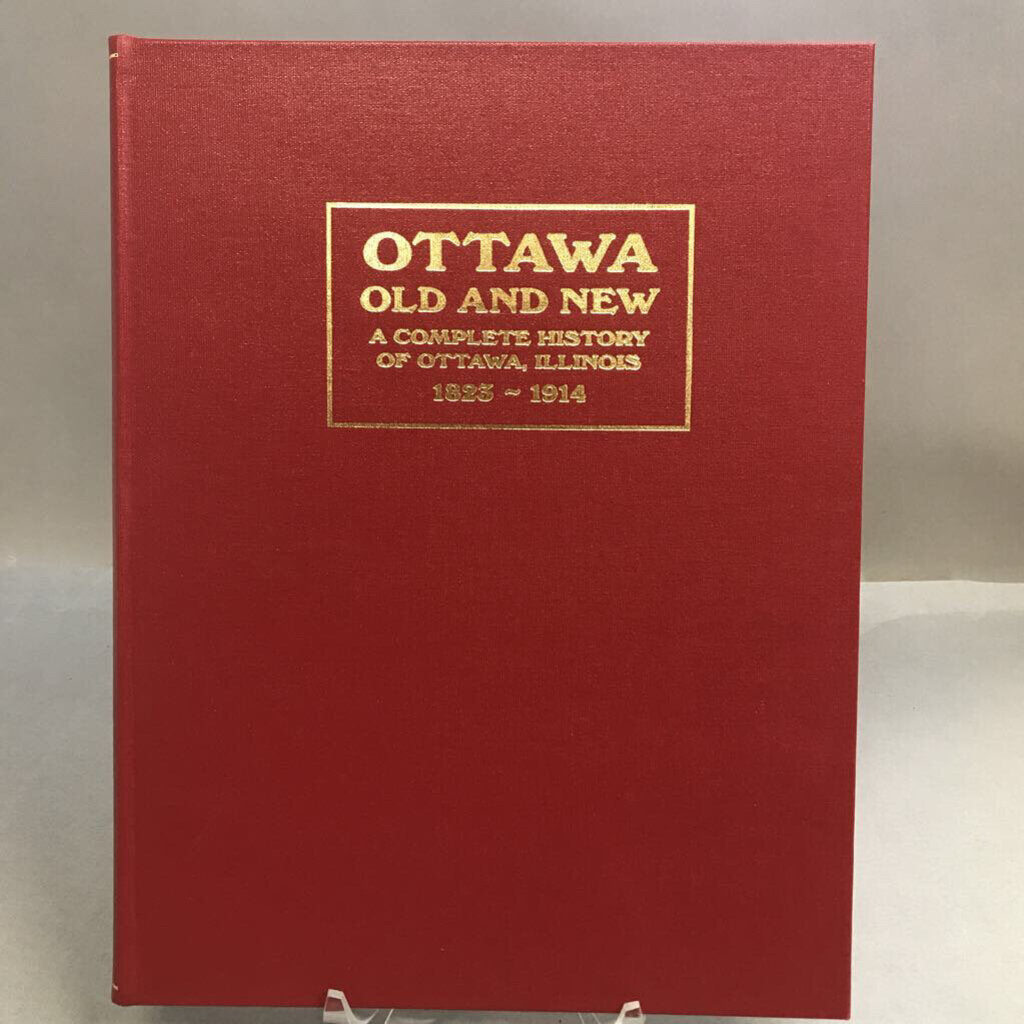 OTTAWA
OLD AND NEW
A COMPLETE HISTORY
OF OTTAWA, ILLINOIS
1823 ~ 1914